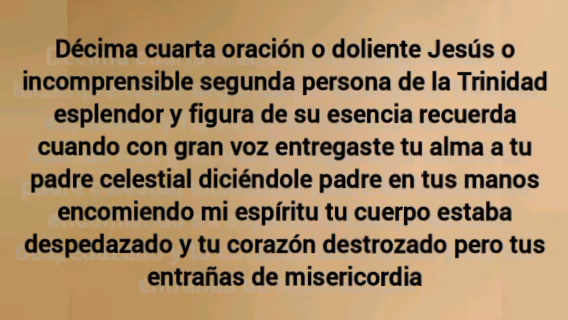 Décima cuarta oración o doliente Jesús o
incomprensible segunda persona de la Trinidad
esplendor y figura de su esencia recuerda
cuando con gran voz entregaste tu alma a tu
padre celestial diciéndole padre en tus manos
encomiendo mi espíritu tu cuerpo estaba
despedazado y tu corazón destrozado pero tus
entrañas de misericordia